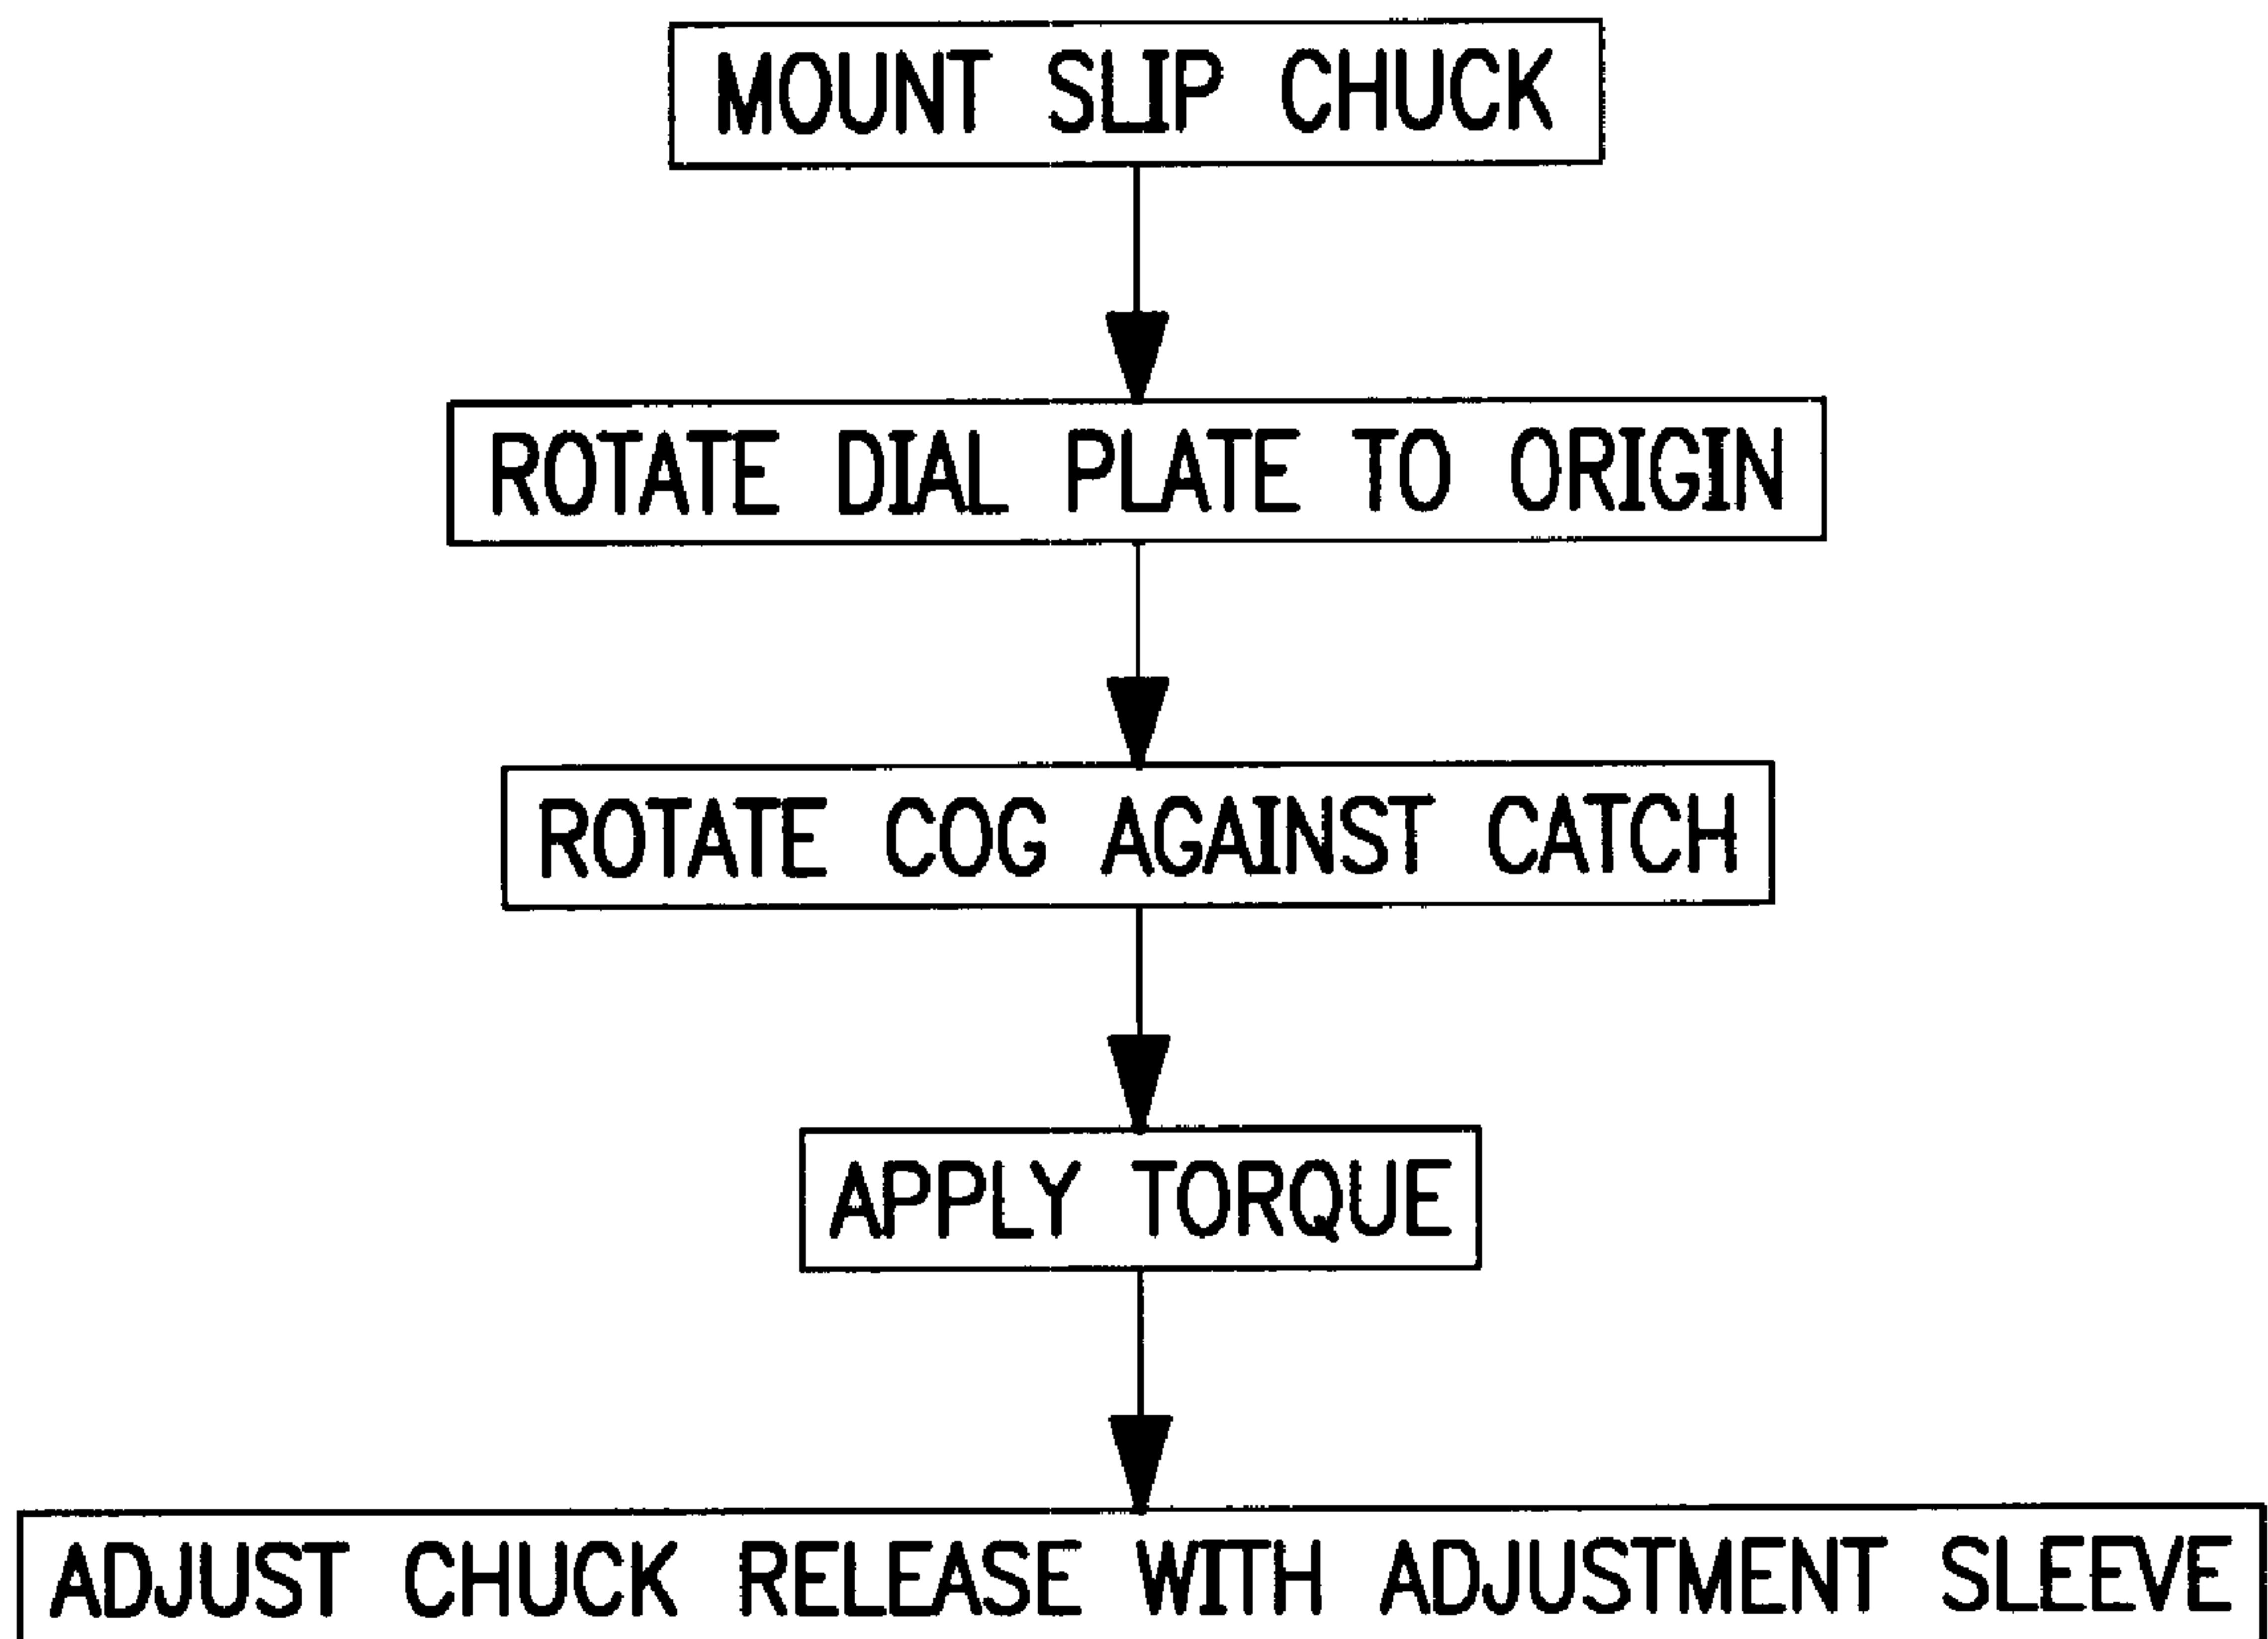 MOUNT SLIP CHUCK
ROTATE DIAL PLATE TO ORIGIN
ROTATE COG AGAINST CATCH
APPLY TORQUE
ADJUST CHUCK RELEASE WITH ADJUSTMENT SLEEVE